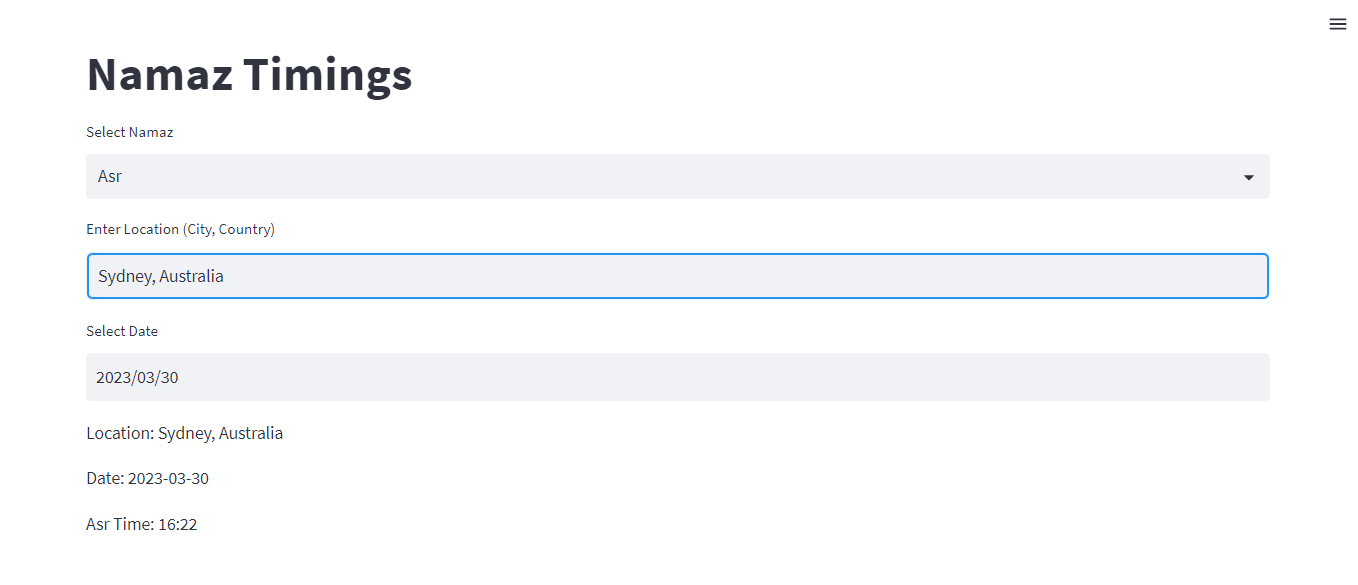 Namaz Timings
Select Namaz
Asr
Enter Location (City, Country)
Sydney, Australia
Select Date
2023/03/30
Location: Sydney, Australia
Date: 2023-03-30
Asr Time: 16:22